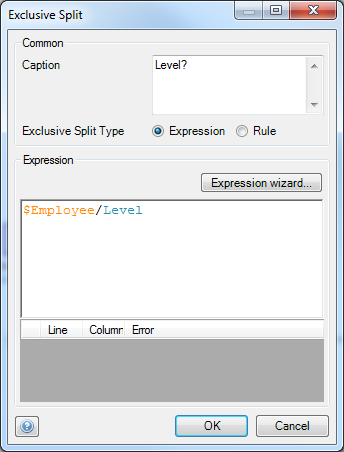 Exclusive Split
Common
Caption
Level?
Exclusive Split Type
Expression
Rule
Expression
Expression wizard...
$Employee/Level
Line Column Error
?
OK
Cancel